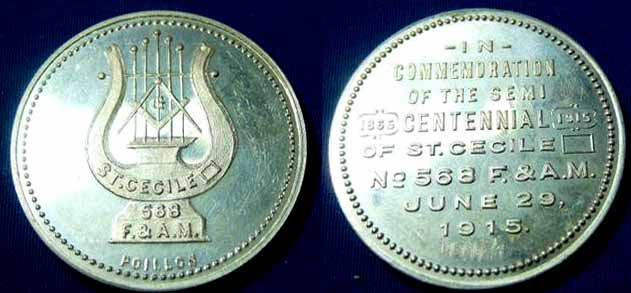 G
ST. CECILE
568
F. & A.M.
POILLON
-IN-
COMMEMORATION
OF THE SEMI
1865 CENTENNIAL 1915
OF ST. CECILE
No 568 F. & A.M.
JUNE 29,
1915.